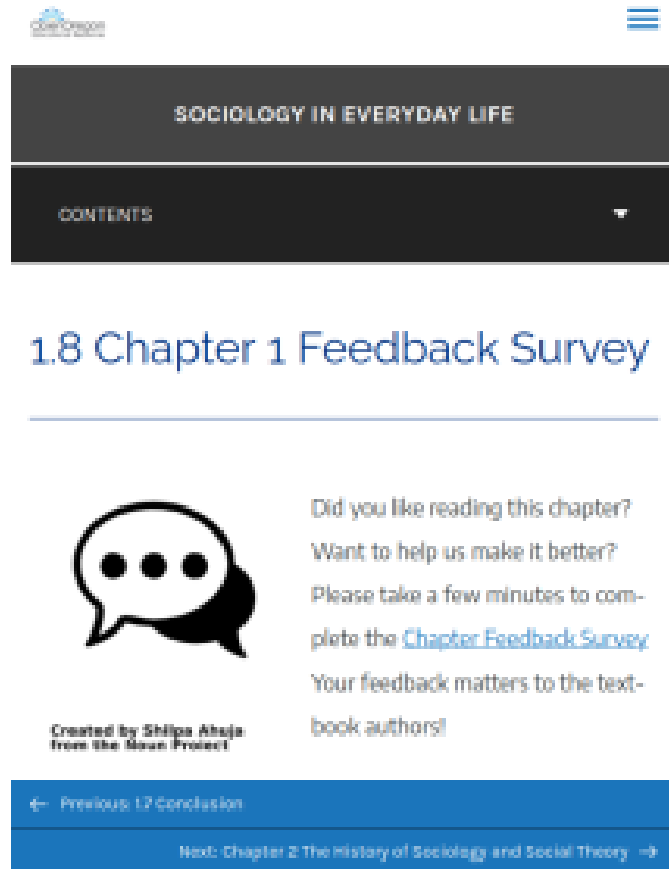 OpenOregon
SOCIOLOGY IN EVERYDAY LIFE
CONTENTS
1.8 Chapter 1 Feedback Survey
Did you like reading this chapter?
Want to help us make it better?
Please take a few minutes to com-
plete the Chapter Feedback Survey
Your feedback matters to the text-
book authors!
Created by Shilpa Ahuja
from the Noun Project
← Previous: 1.7 Conclusion
Next: Chapter 2 The History of Sociology and Social Theory →